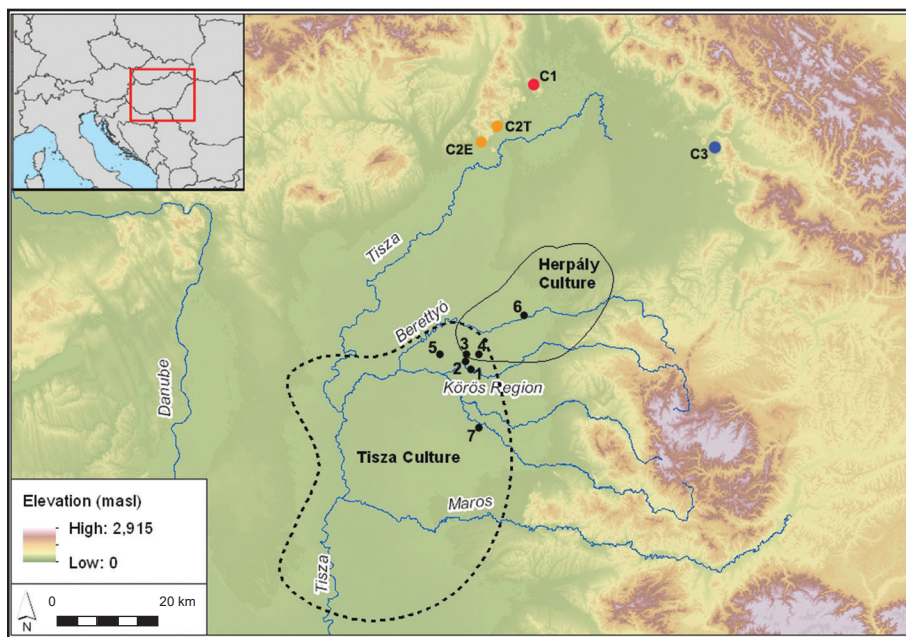 C1
C2T
C2E
C3
Tisza
Herpály
Culture
6
Berettyó
3
4
5
2
1
Körös Region
Danube
7
Tisza Culture
Elevation (masl)
High: 2,915
Low: 0
Maros
Tisza
0
20 km
N